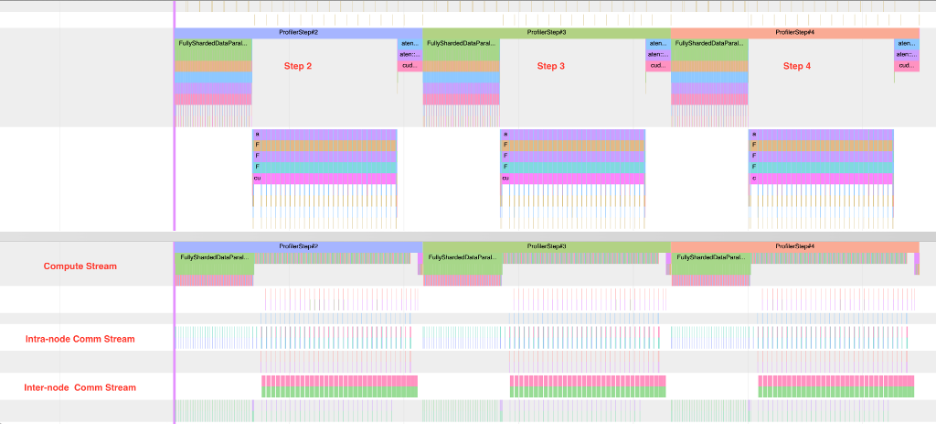 ProfilerStep#2 ProfilerStep#3 ProfilerStep#4
FullyShardedDataParal... aten... FullyShardedDataParal... aten... FullyShardedDataParal... aten...
aten::... aten::... aten::...
Step 2 cud... Step 3 cud... Step 4 cud...
a a a
F F F
F F F
F F F
cu cu c
ProfilerStep#2 ProfilerStep#3 ProfilerStep#4
FullyShardedDataParal... FullyShardedDataParal... FullyShardedDataParal...
Compute Stream
Intra-node Comm Stream
Inter-node Comm Stream